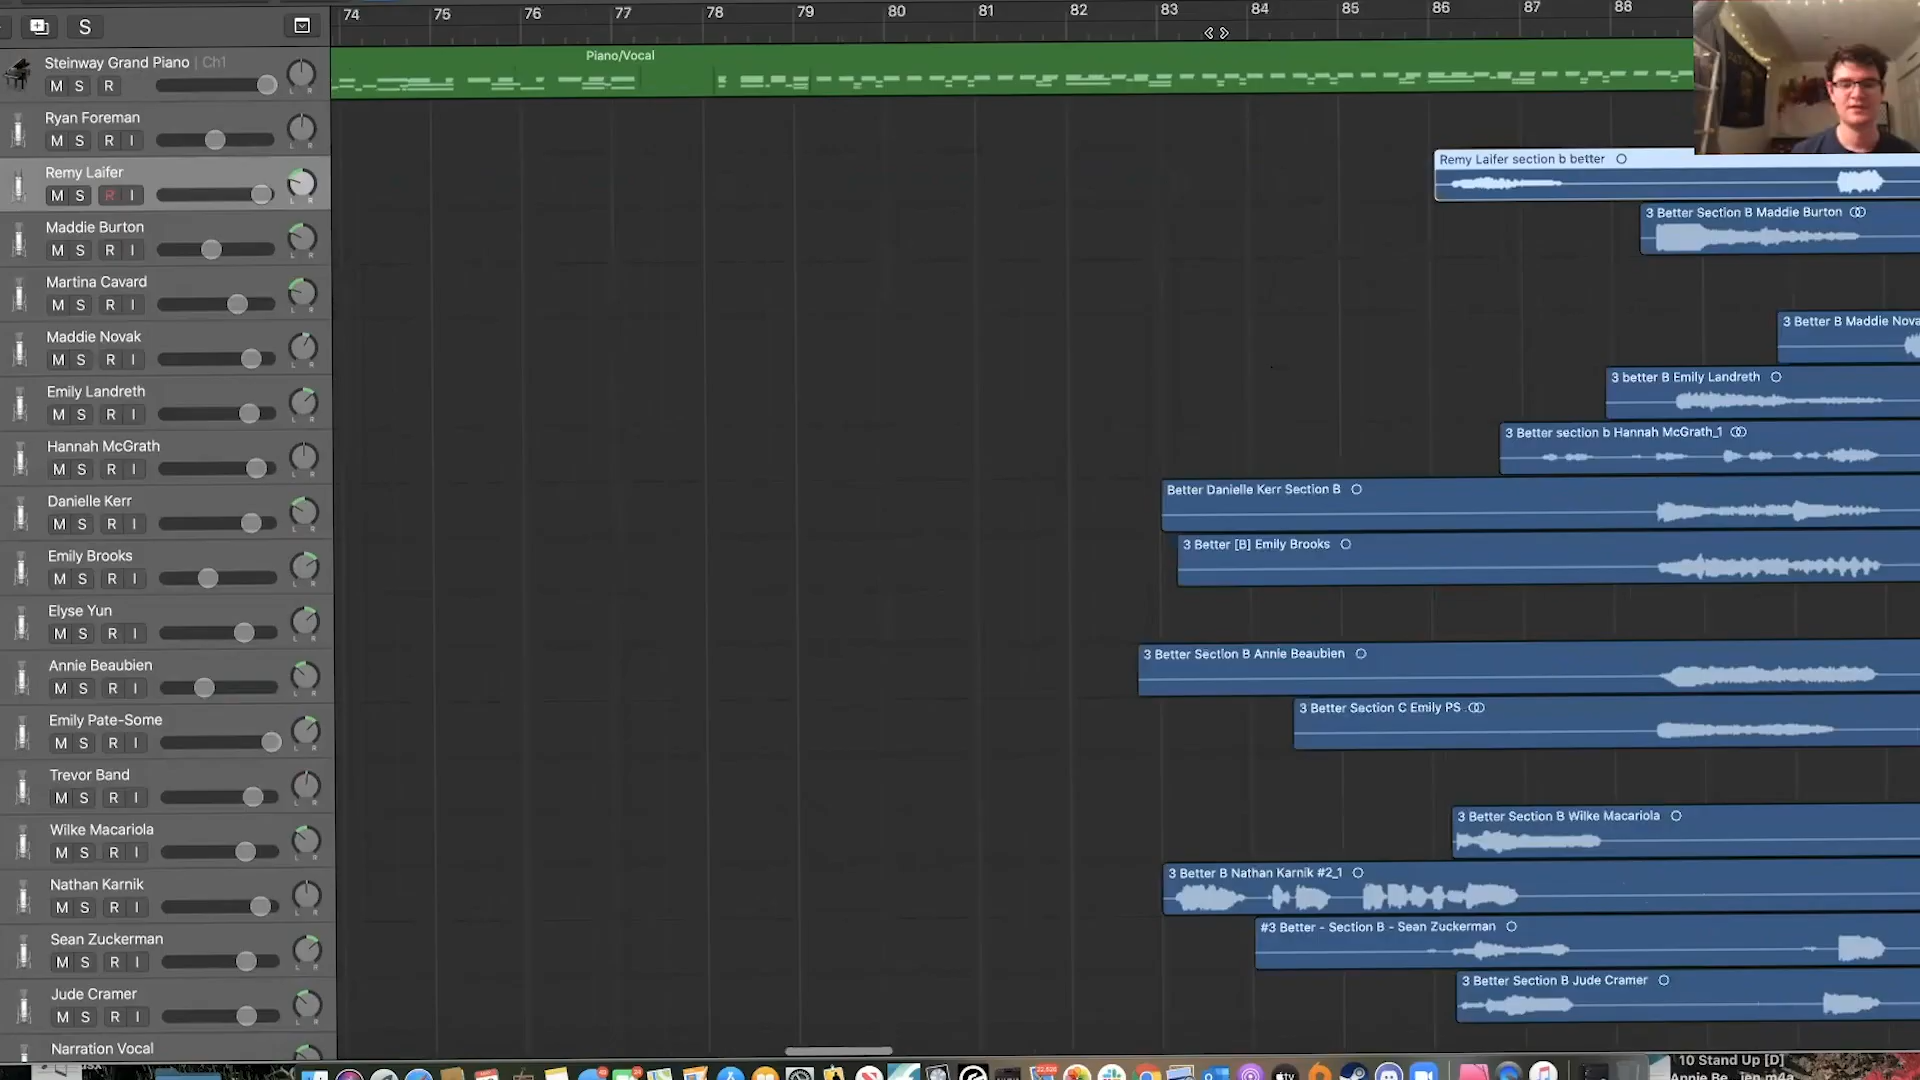 74 75 76 77 78 79 80 81 82 83 84 85 86 87 88
S
Steinway Grand Piano | Ch1
M S R
L R
Piano/Vocal
Ryan Foreman
M S R I
L R
Remy Laifer
M S R I
L R
Remy Laifer section b better
Maddie Burton
M S R I
L R
3 Better Section B Maddie Burton
Martina Cavard
M S R I
L R
Maddie Novak
M S R I
L R
3 Better B Maddie Nova
Emily Landreth
M S R I
L R
3 better B Emily Landreth
Hannah McGrath
M S R I
L R
3 Better section b Hannah McGrath_1
Danielle Kerr
M S R I
L R
Better Danielle Kerr Section B
Emily Brooks
M S R I
L R
3 Better [B] Emily Brooks
Elyse Yun
M S R I
L R
Annie Beaubien
M S R I
L R
3 Better Section B Annie Beaubien
Emily Pate-Some
M S R I
L R
3 Better Section C Emily PS
Trevor Band
M S R I
L R
Wilke Macariola
M S R I
L R
3 Better Section B Wilke Macariola
Nathan Karnik
M S R I
L R
3 Better B Nathan Karnik #2_1
Sean Zuckerman
M S R I
L R
#3 Better - Section B - Sean Zuckerman
Jude Cramer
M S R I
L R
3 Better Section B Jude Cramer
Narration Vocal
10 Stand Up [D]